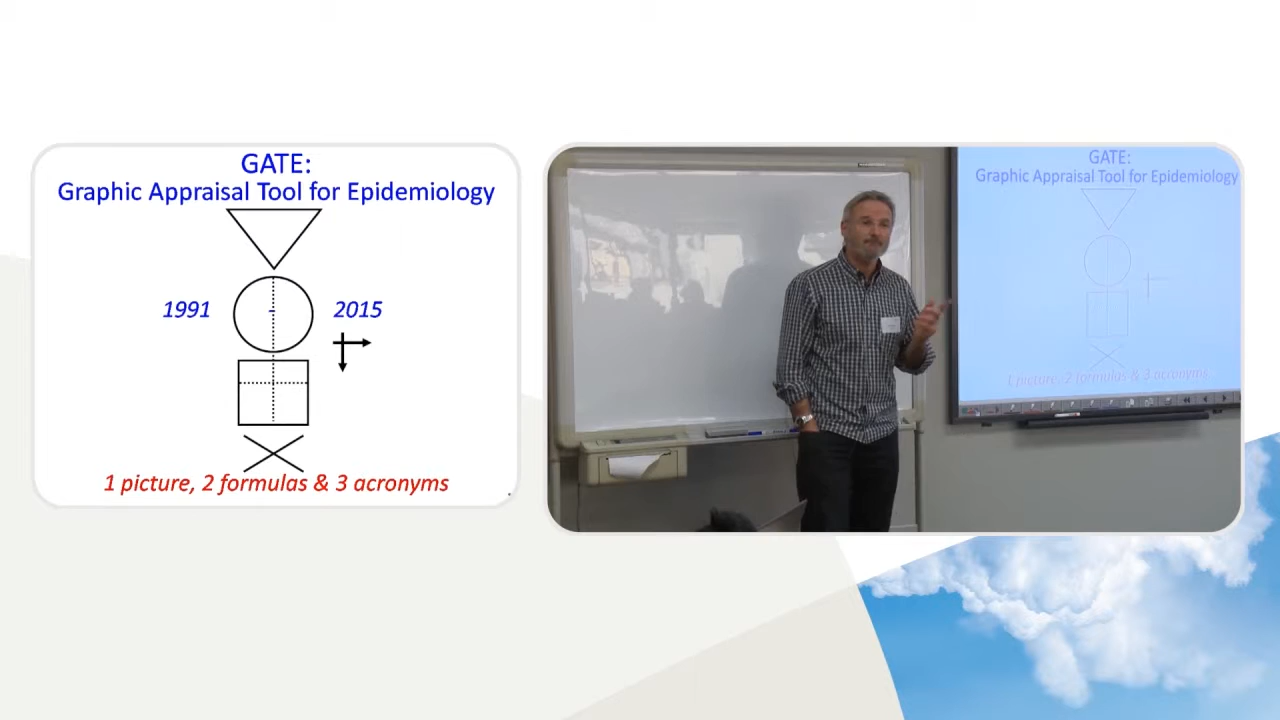 GATE:
Graphic Appraisal Tool for Epidemiology
1991 - 2015
1 picture, 2 formulas & 3 acronyms
GATE:
Graphic Appraisal Tool for Epidemiology
1 picture, 2 formulas & 3 acronyms